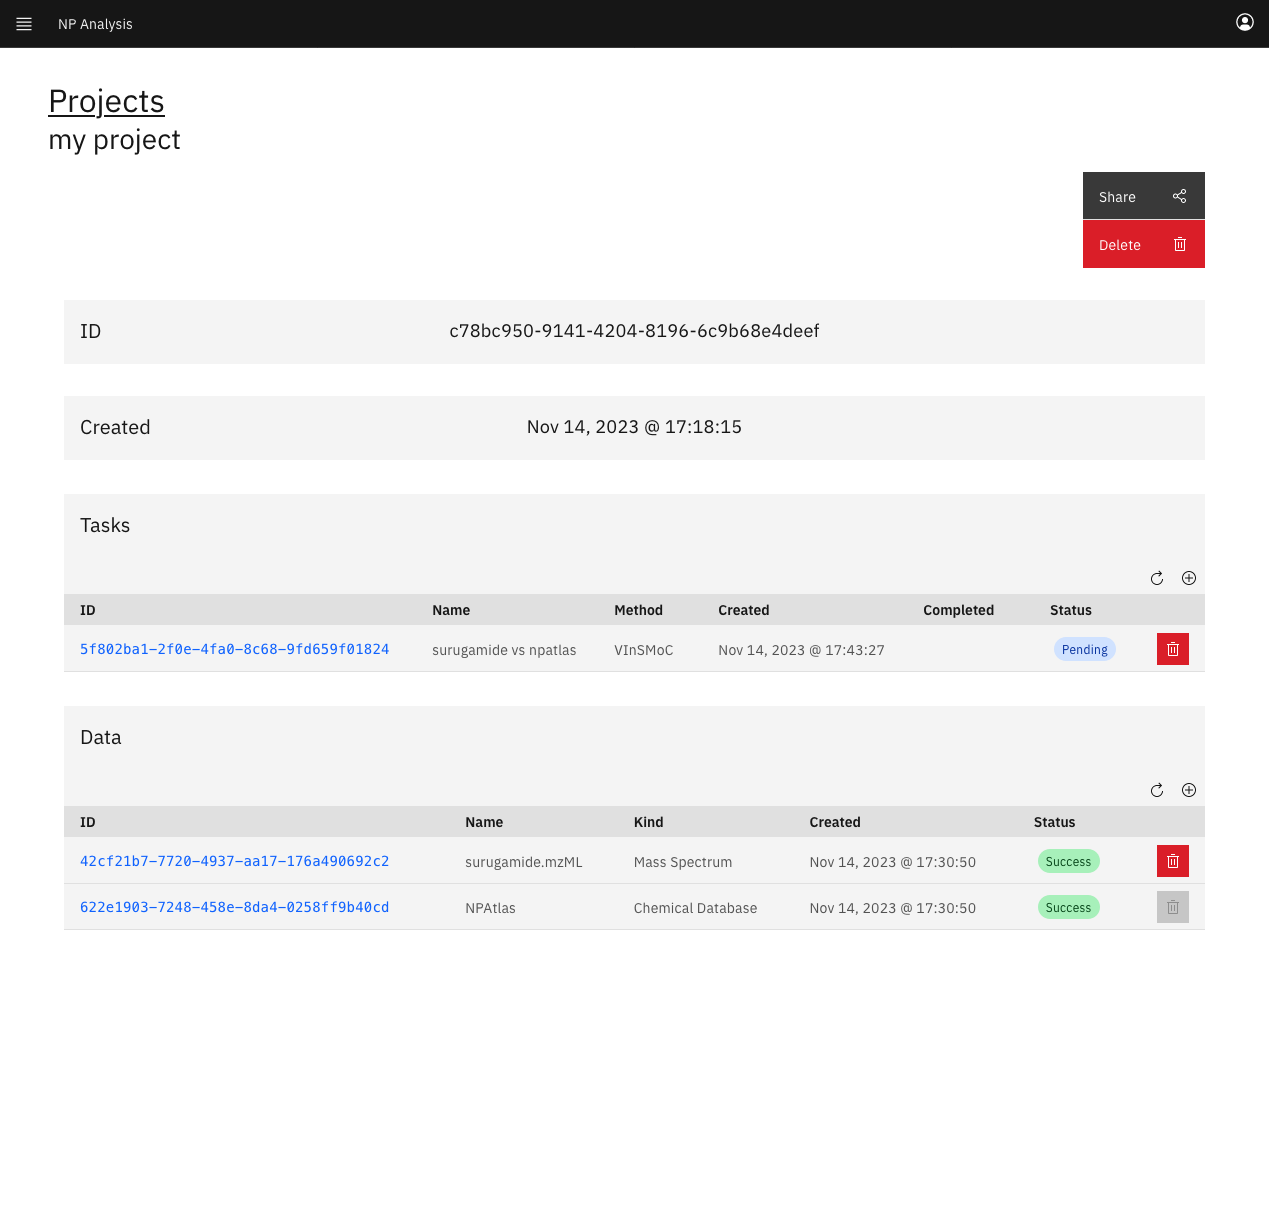 NP Analysis
Projects
my project
Share
Delete
ID c78bc950-9141-4204-8196-6c9b68e4deef
Created Nov 14, 2023 @ 17:18:15
Tasks
ID Name Method Created Completed Status
5f802ba1-2f0e-4fa0-8c68-9fd659f01824 surugamide vs npatlas VInSMoC Nov 14, 2023 @ 17:43:27 Pending
Data
ID Name Kind Created Status
42cf21b7-7720-4937-aa17-176a490692c2 surugamide.mzML Mass Spectrum Nov 14, 2023 @ 17:30:50 Success
622e1903-7248-458e-8da4-0258ff9b40cd NPAtlas Chemical Database Nov 14, 2023 @ 17:30:50 Success